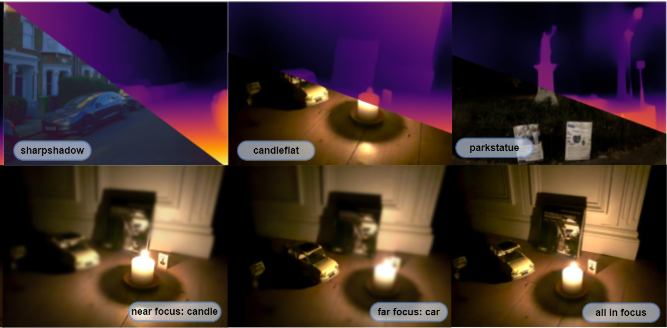 sharpshadow
candleflat
parkstatue
near focus: candle
far focus: car
all in focus